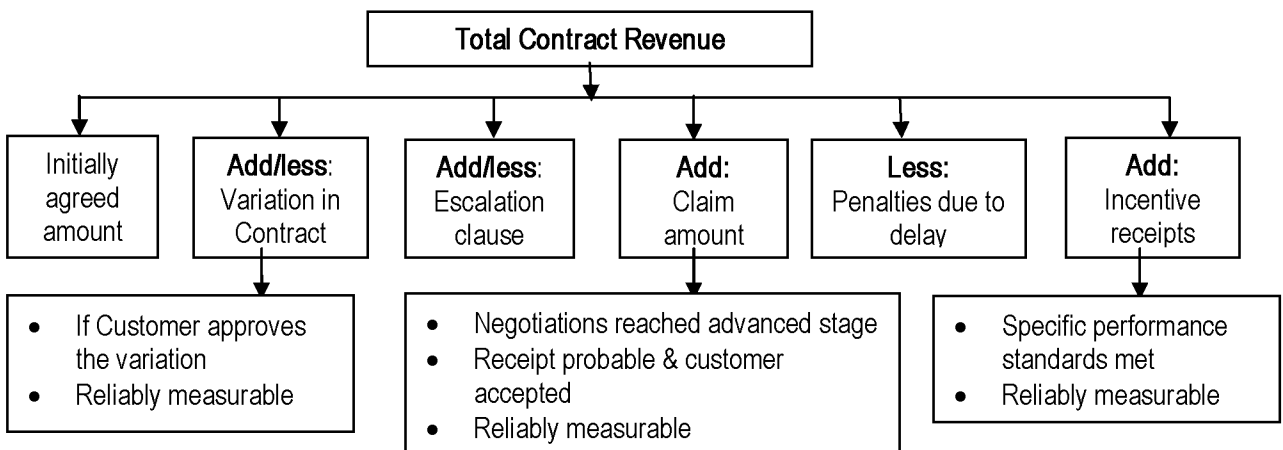 Total Contract Revenue
Initially
agreed
amount
Add/less:
Variation in
Contract
Add/less:
Escalation
clause
Add:
Claim
amount
Less:
Penalties due to
delay
Add:
Incentive
receipts
• If Customer approves
the variation
• Reliably measurable
• Negotiations reached advanced stage
• Receipt probable & customer
accepted
• Reliably measurable
• Specific performance
standards met
• Reliably measurable